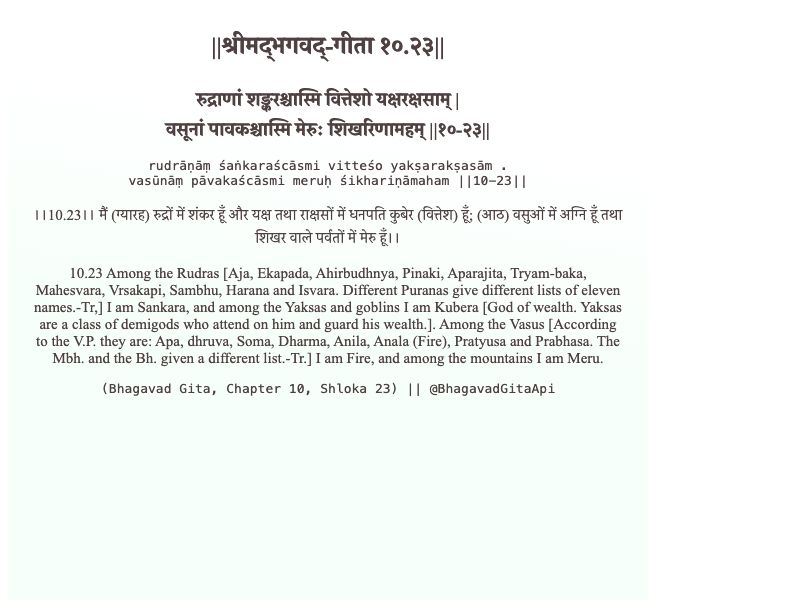 ||श्रीमद्‍भगवद्‍-गीता १०.२३||
रुद्राणां शङ्करश्चास्मि वित्तेशो यक्षरक्षसाम् |
वसूनां पावकश्चास्मि मेरुः शिखरिणामहम् ||१०-२३||
rudrāṇāṃ śaṅkaraścāsmi vitteśo yakṣarakṣasām .
vasūnāṃ pāvakaścāsmi meruḥ śikhariṇāmaham ||10-23||
।।10.23।। मैं (ग्यारह) रुद्रों में शंकर हूँ और यक्ष तथा राक्षसों में धनपति कुबेर (वित्तेश) हूँ; (आठ) वसुओं में अग्नि हूँ तथा
शिखर वाले पर्वतों में मेरु हूँ।।
10.23 Among the Rudras [Aja, Ekapada, Ahirbudhnya, Pinaki, Aparajita, Tryam-baka,
Mahesvara, Vrsakapi, Sambhu, Harana and Isvara. Different Puranas give different lists of eleven
names.-Tr,] I am Sankara, and among the Yaksas and goblins I am Kubera [God of wealth. Yaksas
are a class of demigods who attend on him and guard his wealth.]. Among the Vasus [According
to the V.P. they are: Apa, dhruva, Soma, Dharma, Anila, Anala (Fire), Pratyusa and Prabhasa. The
Mbh. and the Bh. given a different list.-Tr.] I am Fire, and among the mountains I am Meru.
(Bhagavad Gita, Chapter 10, Shloka 23) || @BhagavadGitaApi